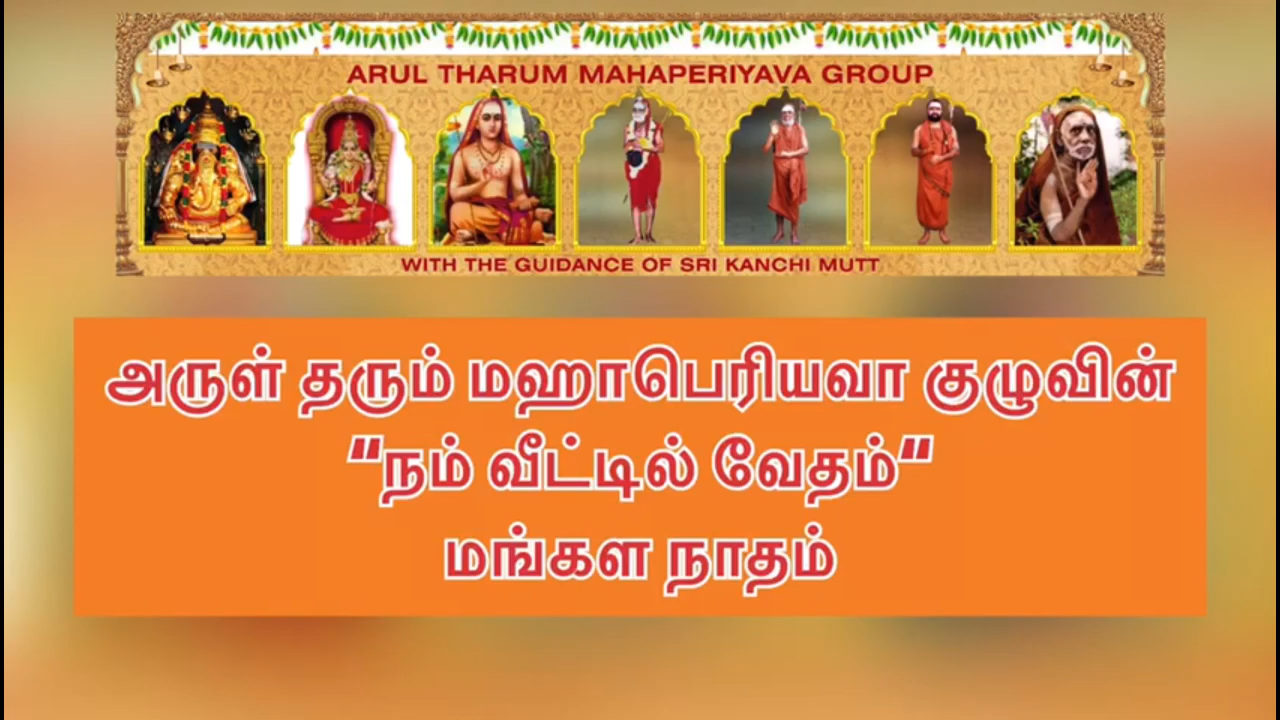 ARUL THARUM MAHAPERIYAVA GROUP
WITH THE GUIDANCE OF SRI KANCHI MUTT
அருள் தரும் மஹாபெரியவா குழுவின்
“நம் வீட்டில் வேதம்“
மங்கள நாதம்